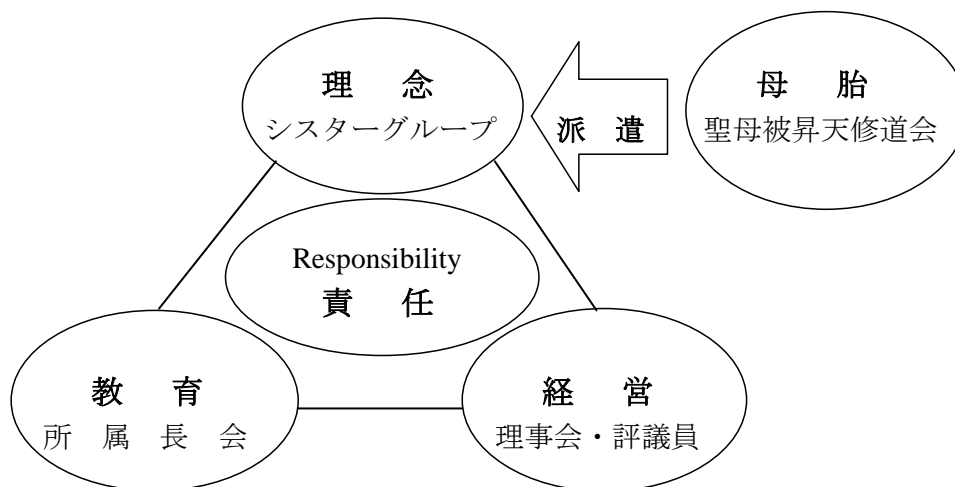 理 念
シスターグループ
派 遣
母 胎
聖母被昇天修道会
Responsibility
責 任
教 育
所 属 長 会
経 営
理事会・評議員